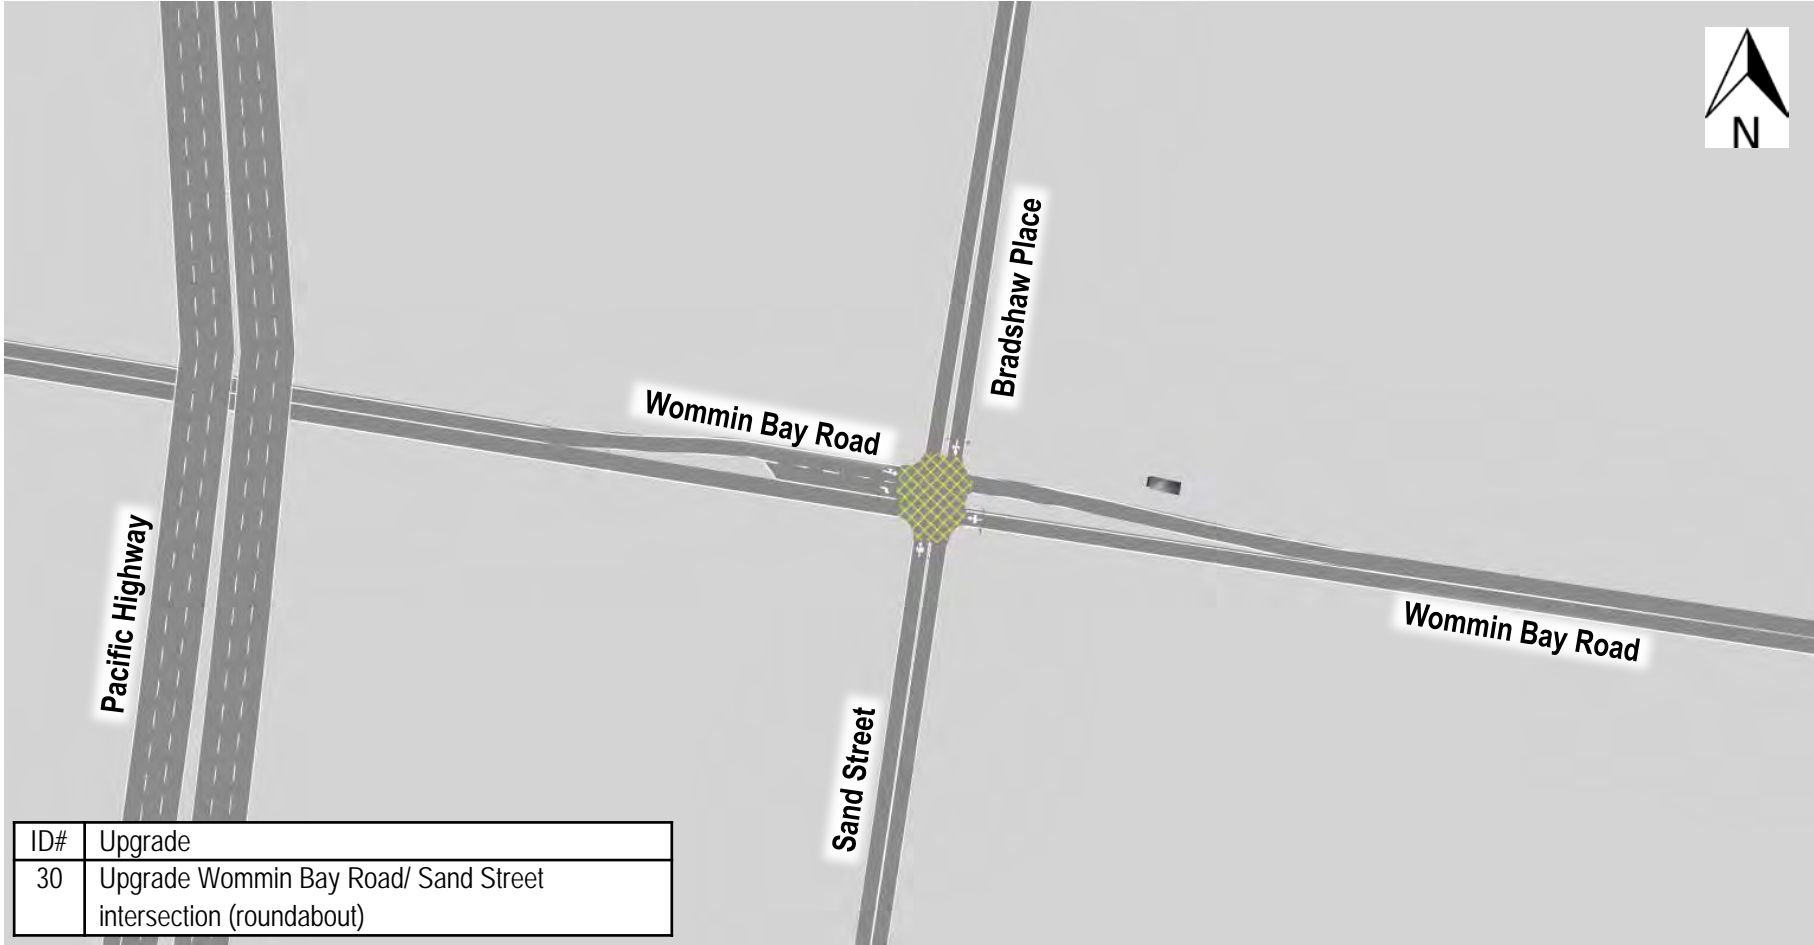 N
Bradshaw Place
Wommin Bay Road
Pacific Highway
Wommin Bay Road
Sand Street
ID# Upgrade
30 Upgrade Wommin Bay Road/ Sand Street
intersection (roundabout)